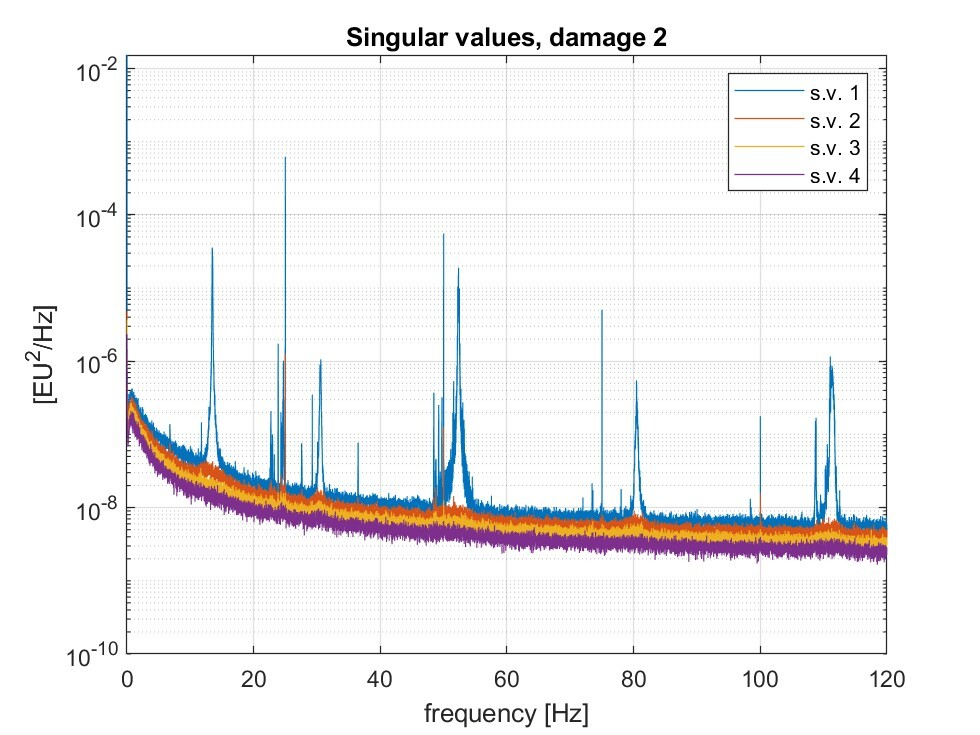 Singular values, damage 2
10^-2
10^-4
10^-6
10^-8
10^-10
[EU^2/Hz]
s.v. 1
s.v. 2
s.v. 3
s.v. 4
0 20 40 60 80 100 120
frequency [Hz]